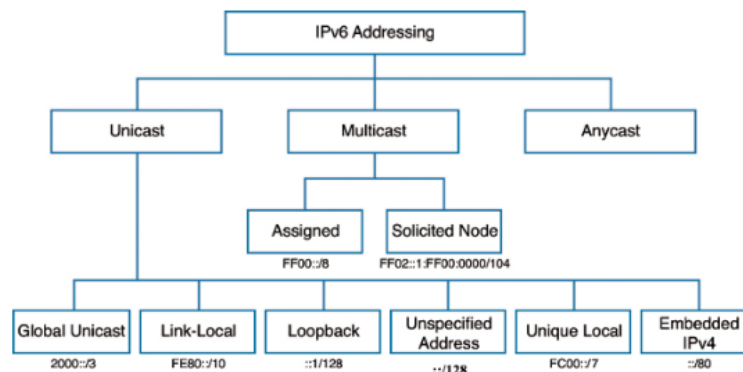 IPv6 Addressing
Unicast
Multicast
Anycast
Assigned
Solicited Node
FF00::/8
FF02::1:FF00:0000/104
Global Unicast
Link-Local
Loopback
Unspecified
Address
Unique Local
Embedded
IPv4
2000::/3
FE80::/10
::1/128
::/128
FC00::/7
::/80